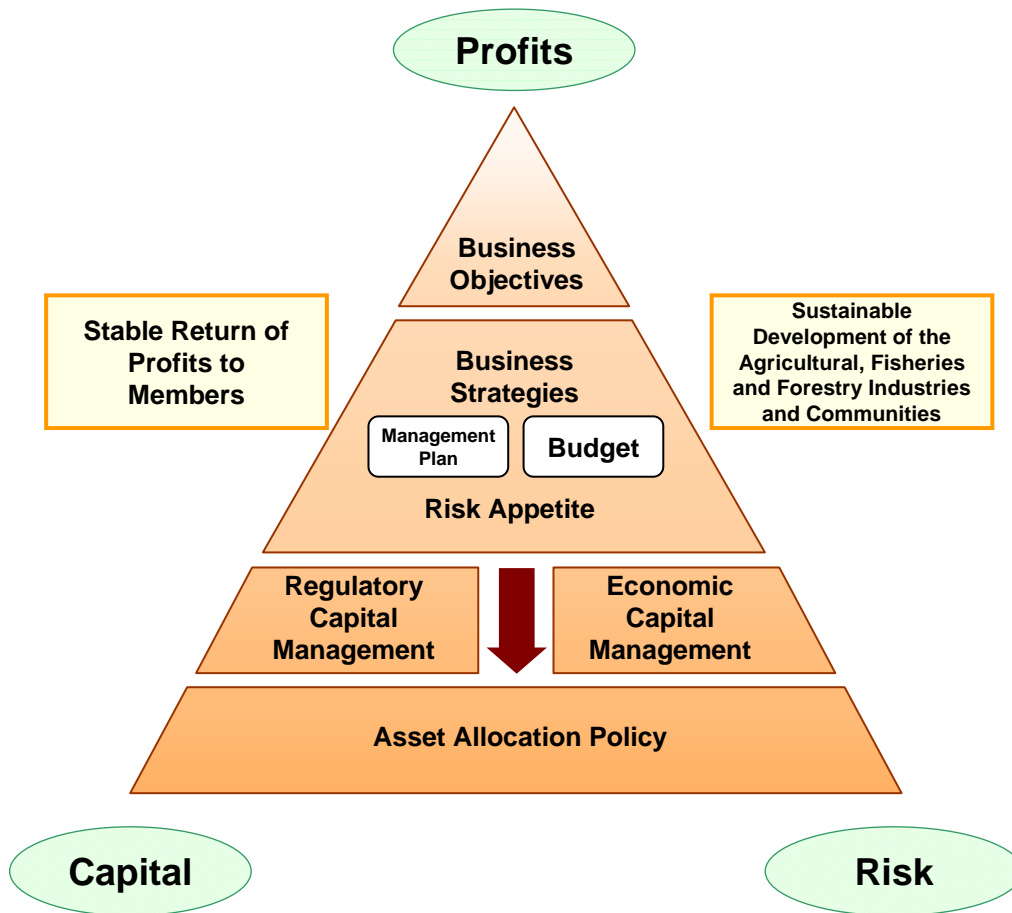 Profits
Business
Objectives
Stable Return of
Profits to
Members
Sustainable
Development of the
Agricultural, Fisheries
and Forestry Industries
and Communities
Business
Strategies
Management
Plan
Budget
Risk Appetite
Regulatory
Capital
Management
Economic
Capital
Management
Asset Allocation Policy
Capital
Risk